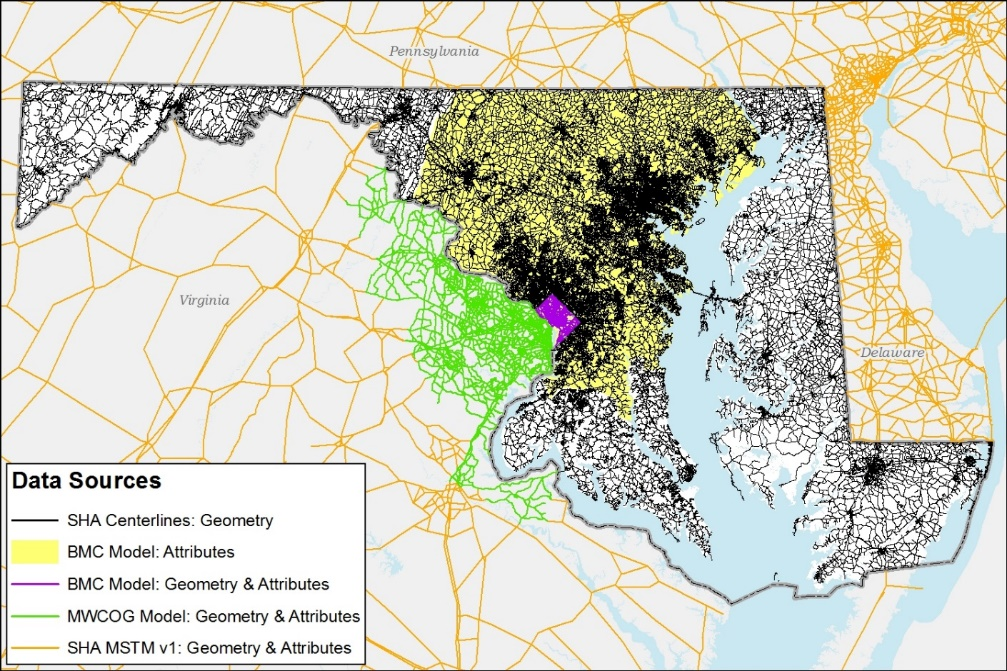 Pennsylvania
Virginia
Delaware
Data Sources
SHA Centerlines: Geometry
BMC Model: Attributes
BMC Model: Geometry & Attributes
MWCOG Model: Geometry & Attributes
SHA MSTM v1: Geometry & Attributes